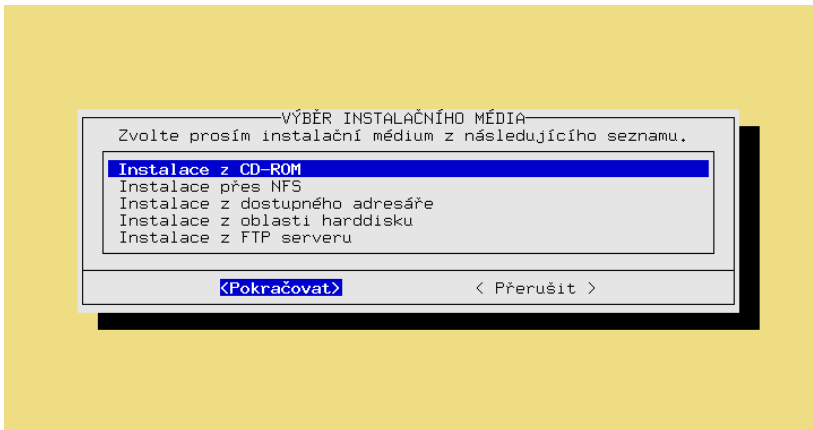 VÝBĚR INSTALAČNÍHO MÉDIA
Zvolte prosím instalační médium z následujícího seznamu.
Instalace z CD-ROM
Instalace přes NFS
Instalace z dostupného adresáře
Instalace z oblasti harddisku
Instalace z FTP serveru
<Pokračovat> < Přerušit >